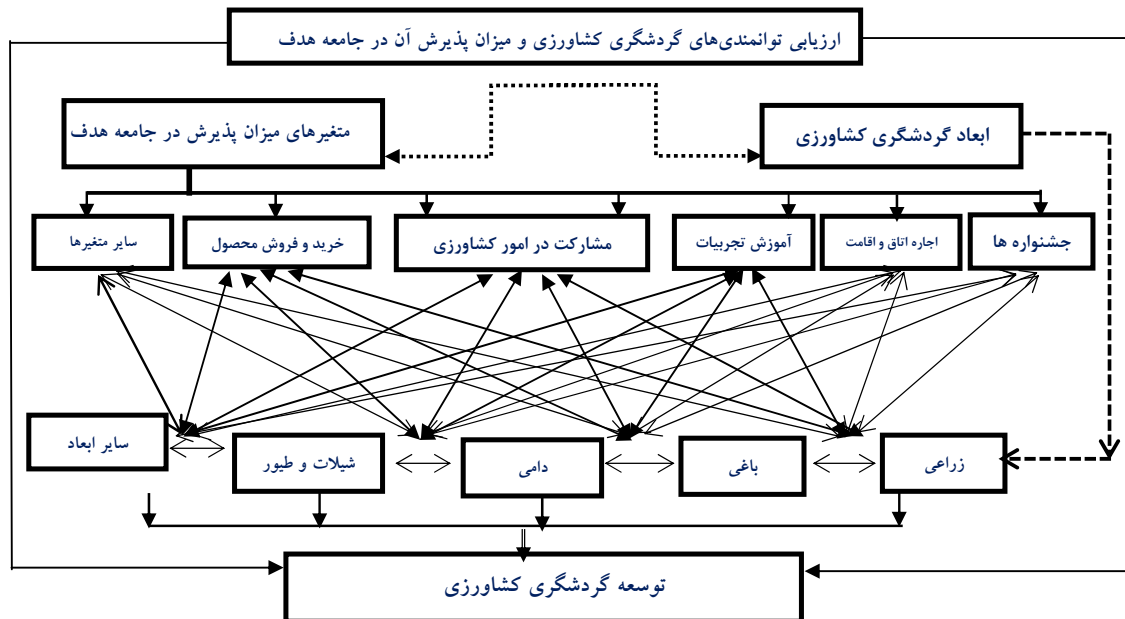 ارزیابی توانمندی‌های گردشگری کشاورزی و میزان پذیرش آن در جامعه هدف
ابعاد گردشگری کشاورزی
متغیرهای میزان پذیرش در جامعه هدف
جشنواره ها
اجاره اتاق و اقامت
آموزش تجربیات
مشارکت در امور کشاورزی
خرید و فروش محصول
سایر متغیرها
زراعی
باغی
دامی
شیلات و طیور
سایر ابعاد
توسعه گردشگری کشاورزی